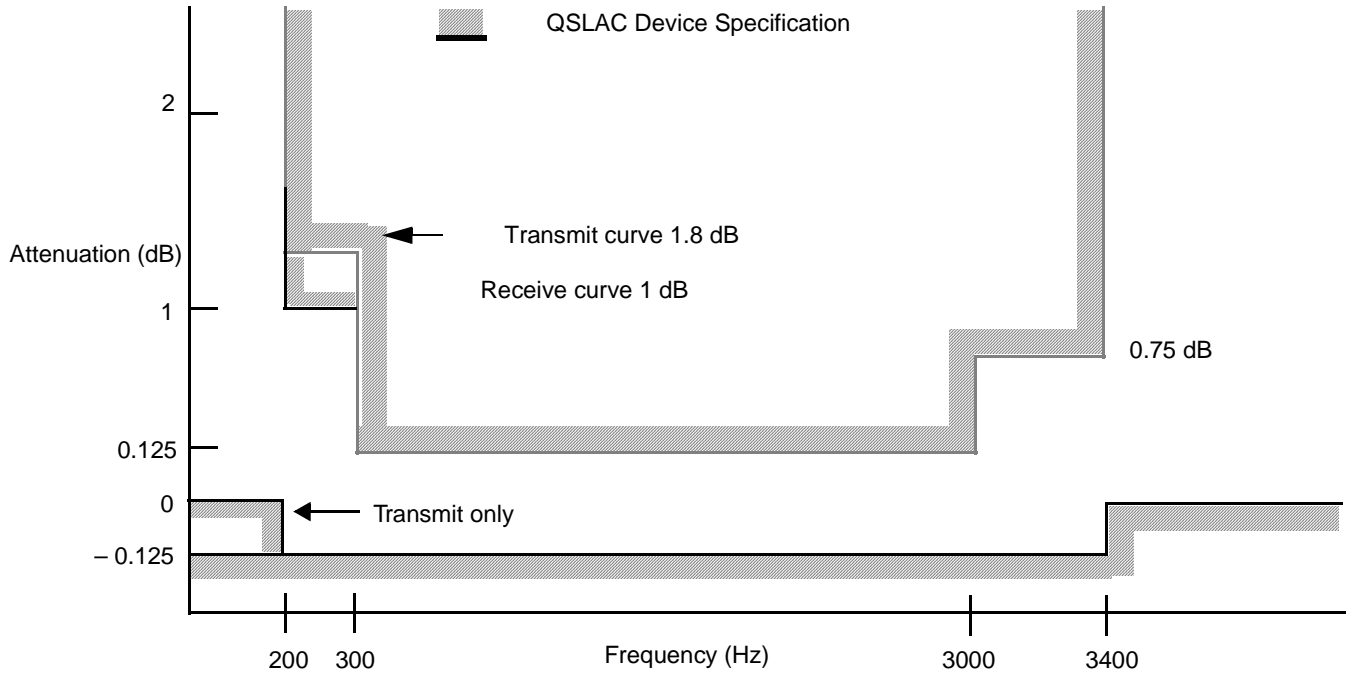 QSLAC Device Specification
2
Transmit curve 1.8 dB
Attenuation (dB)
Receive curve 1 dB
1
0.75 dB
0.125
0
Transmit only
– 0.125
200
300
Frequency (Hz)
3000
3400